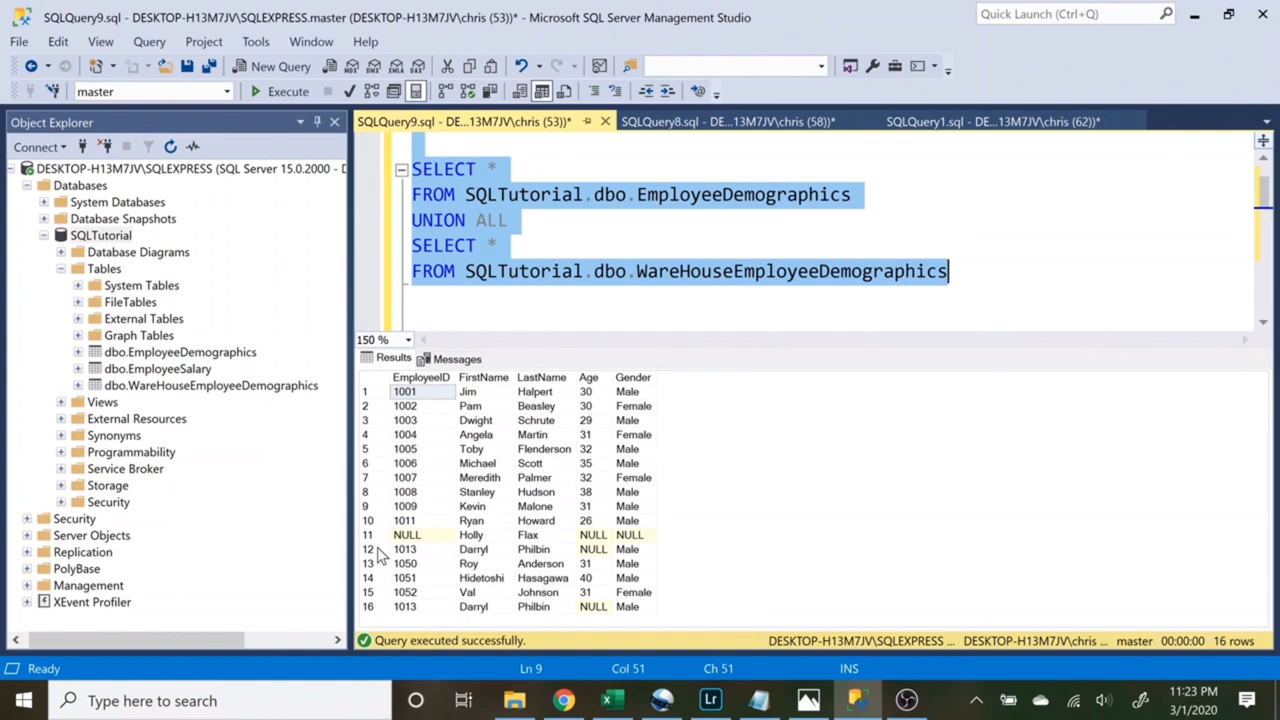 SQLQuery9.sql - DESKTOP-H13M7JV\SQLEXPRESS.master (DESKTOP-H13M7JV\chris (53))* - Microsoft SQL Server Management Studio
Quick Launch (Ctrl+Q)
File Edit View Query Project Tools Window Help
New Query
master Execute
Object Explorer
SQLQuery9.sql - DE...13M7JV\chris (53))* SQLQuery8.sql - DE...13M7JV\chris (58))* SQLQuery1.sql - DE...13M7JV\chris (62))*
Connect
DESKTOP-H13M7JV\SQLEXPRESS (SQL Server 15.0.2000 - D
Databases
System Databases
Database Snapshots
SQLTutorial
Database Diagrams
Tables
System Tables
FileTables
External Tables
Graph Tables
dbo.EmployeeDemographics
dbo.EmployeeSalary
dbo.WareHouseEmployeeDemographics
Views
External Resources
Synonyms
Programmability
Service Broker
Storage
Security
Security
Server Objects
Replication
PolyBase
Management
XEvent Profiler
SELECT *
FROM SQLTutorial.dbo.EmployeeDemographics
UNION ALL
SELECT *
FROM SQLTutorial.dbo.WareHouseEmployeeDemographics
150 %
Results Messages
EmployeeID FirstName LastName Age Gender
1 1001 Jim Halpert 30 Male
2 1002 Pam Beasley 30 Female
3 1003 Dwight Schrute 29 Male
4 1004 Angela Martin 31 Female
5 1005 Toby Flenderson 32 Male
6 1006 Michael Scott 35 Male
7 1007 Meredith Palmer 32 Female
8 1008 Stanley Hudson 38 Male
9 1009 Kevin Malone 31 Male
10 1011 Ryan Howard 26 Male
11 NULL Holly Flax NULL NULL
12 1013 Darryl Philbin NULL Male
13 1050 Roy Anderson 31 Male
14 1051 Hidetoshi Hasagawa 40 Male
15 1052 Val Johnson 31 Female
16 1013 Darryl Philbin NULL Male
Query executed successfully. DESKTOP-H13M7JV\SQLEXPRESS ... DESKTOP-H13M7JV\chris ... master 00:00:00 16 rows
Ready Ln 9 Col 51 Ch 51 INS
Type here to search
Lr
11:23 PM
3/1/2020